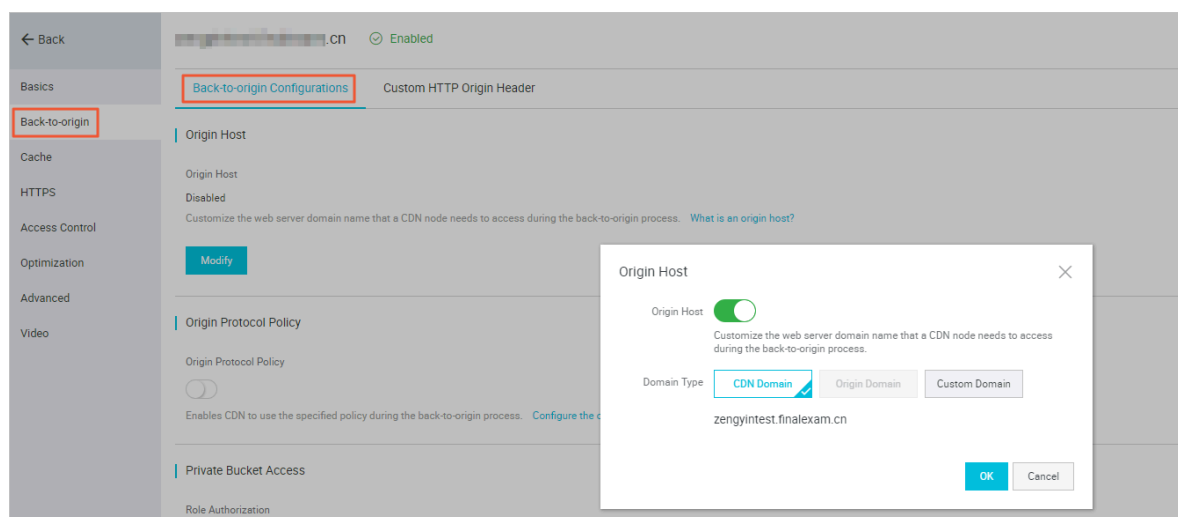 ← Back
.cn
Enabled
Basics
Back-to-origin
Cache
HTTPS
Access Control
Optimization
Advanced
Video
Back-to-origin Configurations
Custom HTTP Origin Header
Origin Host
Origin Host
Disabled
Customize the web server domain name that a CDN node needs to access during the back-to-origin process. What is an origin host?
Modify
Origin Protocol Policy
Origin Protocol Policy
Enables CDN to use the specified policy during the back-to-origin process. Configure the
Private Bucket Access
Role Authorization
Origin Host
Origin Host
Customize the web server domain name that a CDN node needs to access
during the back-to-origin process.
Domain Type
CDN Domain
Origin Domain
Custom Domain
zengyintest.finalexam.cn
OK
Cancel